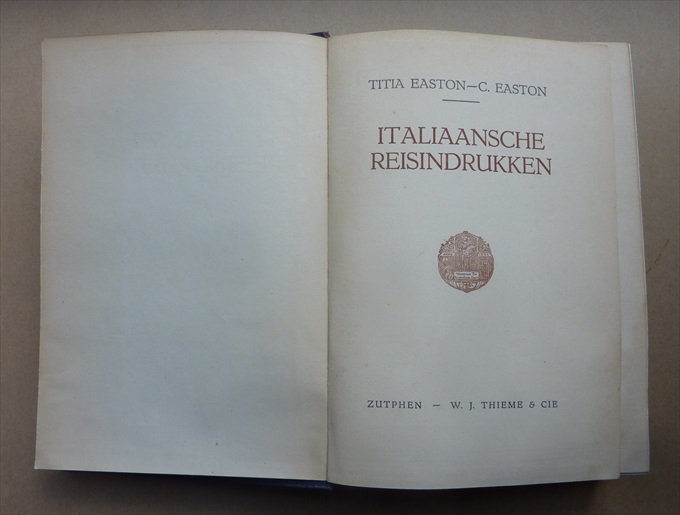 TITIA EASTON—C. EASTON
ITALIAANSCHE
REISINDRUKKEN
ZUTPHEN — W. J. THIEME & CIE